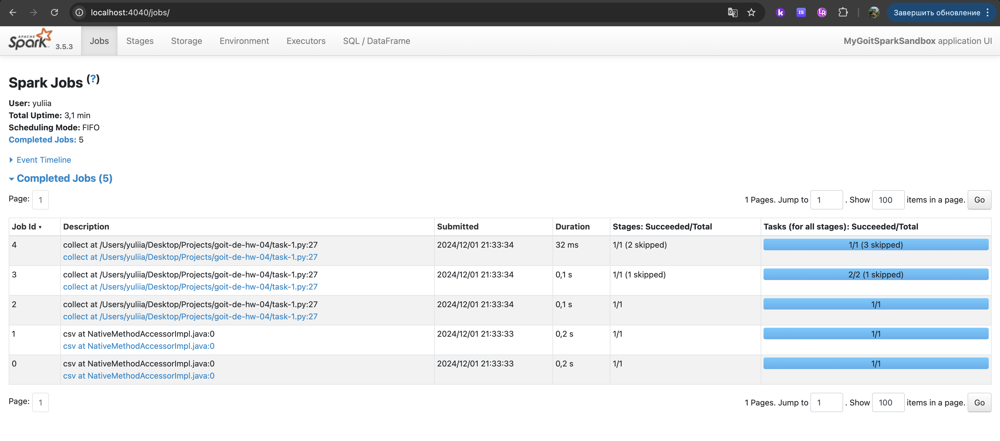 localhost:4040/jobs/
k
IS
LR
Завершить обновление
APACHE
Spark 3.5.3
Jobs
Stages
Storage
Environment
Executors
SQL / DataFrame
MyGoitSparkSandbox application UI
Spark Jobs (?)
User: yuliia
Total Uptime: 3,1 min
Scheduling Mode: FIFO
Completed Jobs: 5
Event Timeline
Completed Jobs (5)
Page: 1
1 Pages. Jump to 1 . Show 100 items in a page. Go
Job Id ▾ Description Submitted Duration Stages: Succeeded/Total Tasks (for all stages): Succeeded/Total
4 collect at /Users/yuliia/Desktop/Projects/goit-de-hw-04/task-1.py:27 2024/12/01 21:33:34 32 ms 1/1 (2 skipped) 1/1 (3 skipped)
collect at /Users/yuliia/Desktop/Projects/goit-de-hw-04/task-1.py:27
3 collect at /Users/yuliia/Desktop/Projects/goit-de-hw-04/task-1.py:27 2024/12/01 21:33:34 0,1 s 1/1 (1 skipped) 2/2 (1 skipped)
collect at /Users/yuliia/Desktop/Projects/goit-de-hw-04/task-1.py:27
2 collect at /Users/yuliia/Desktop/Projects/goit-de-hw-04/task-1.py:27 2024/12/01 21:33:34 0,1 s 1/1 1/1
collect at /Users/yuliia/Desktop/Projects/goit-de-hw-04/task-1.py:27
1 csv at NativeMethodAccessorImpl.java:0 2024/12/01 21:33:33 0,2 s 1/1 1/1
csv at NativeMethodAccessorImpl.java:0
0 csv at NativeMethodAccessorImpl.java:0 2024/12/01 21:33:33 0,2 s 1/1 1/1
csv at NativeMethodAccessorImpl.java:0
Page: 1
1 Pages. Jump to 1 . Show 100 items in a page. Go